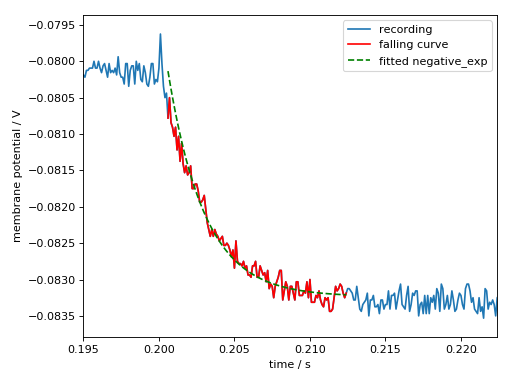 recording
falling curve
fitted negative_exp
−0.0795
−0.0800
−0.0805
−0.0810
−0.0815
−0.0820
−0.0825
−0.0830
−0.0835
membrane potential / V
0.195 0.200 0.205 0.210 0.215 0.220
time / s